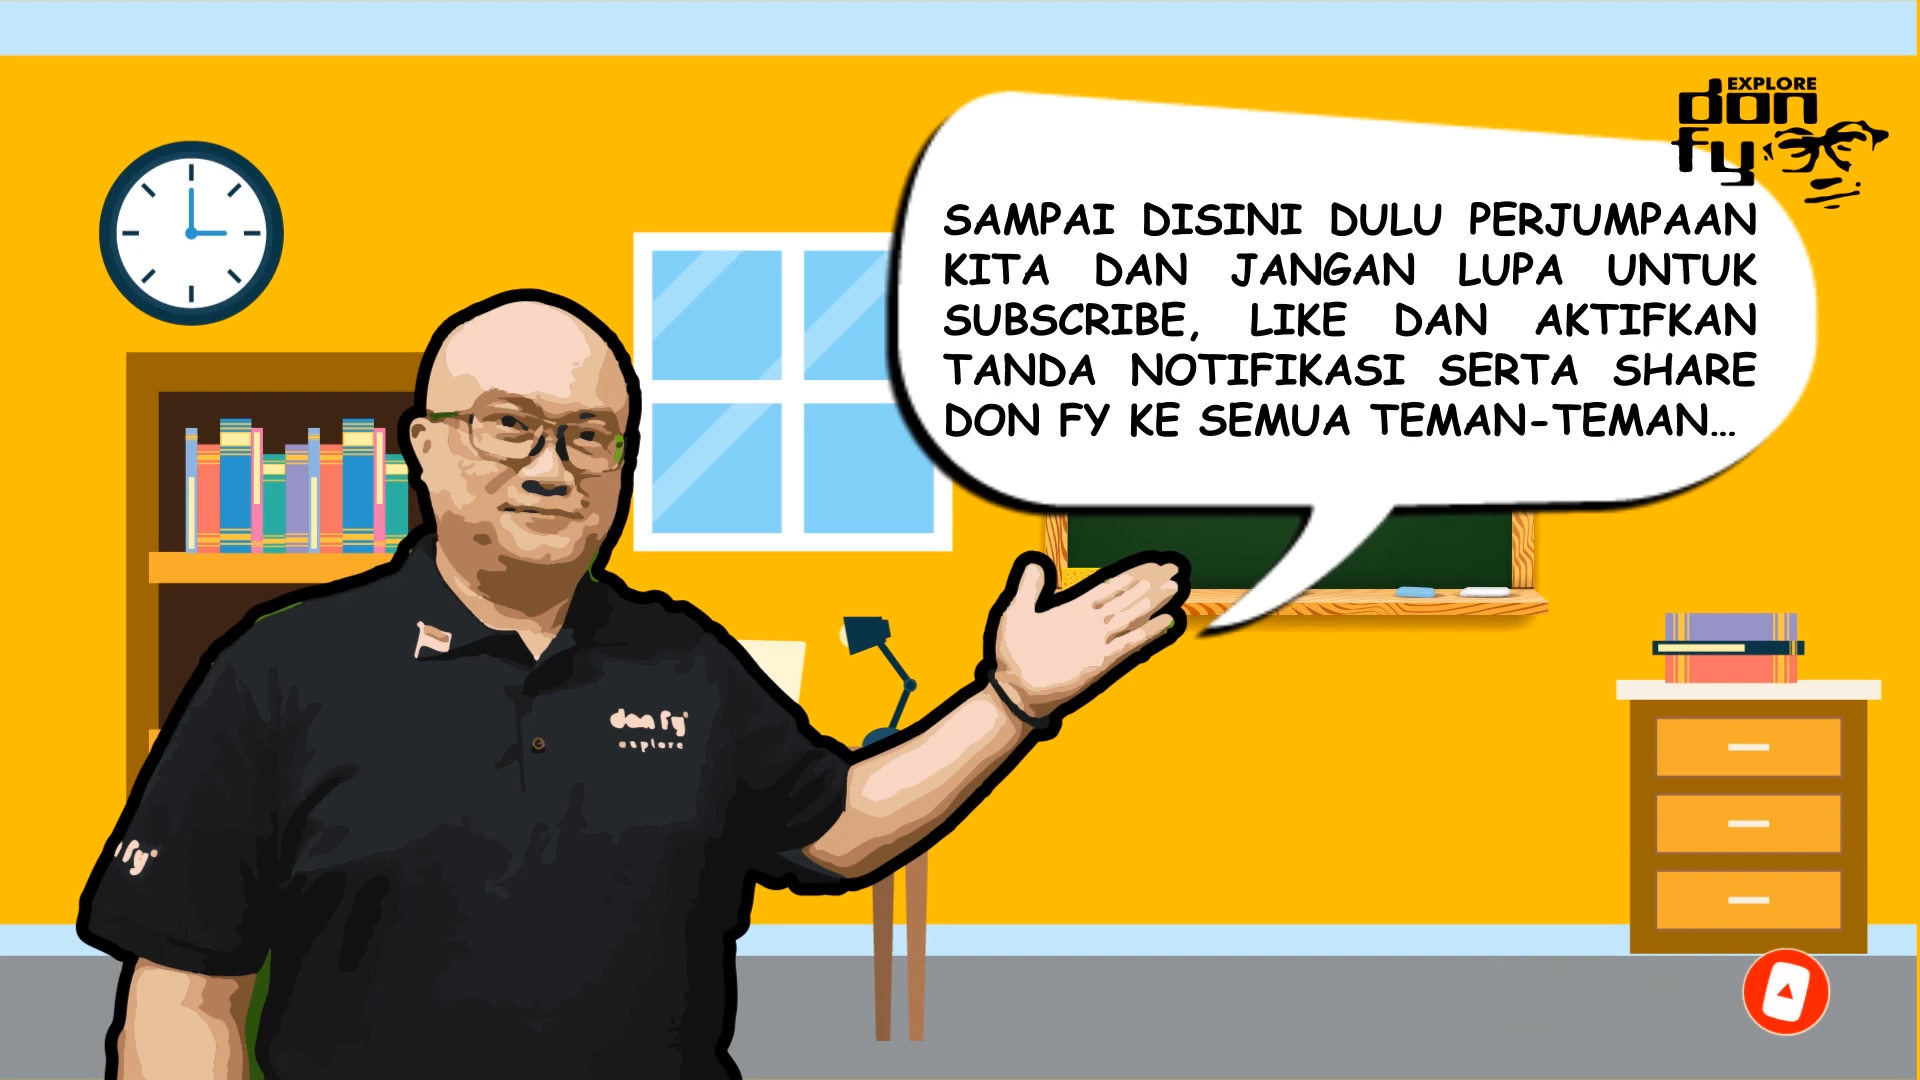 EXPLORE
don
fy
SAMPAI DISINI DULU PERJUMPAAN
KITA DAN JANGAN LUPA UNTUK
SUBSCRIBE, LIKE DAN AKTIFKAN
TANDA NOTIFIKASI SERTA SHARE
DON FY KE SEMUA TEMAN-TEMAN...
don fy
explore
fy